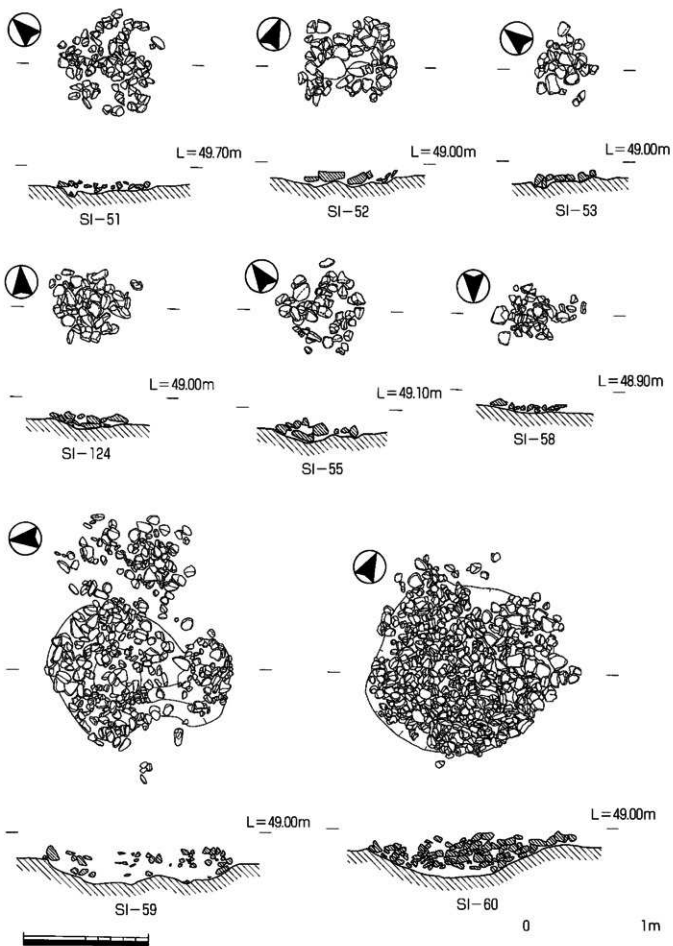 L=49.70m
SI-51
L=49.00m
SI-52
L=49.00m
SI-53
L=49.00m
SI-124
L=49.10m
SI-55
L=48.90m
SI-58
L=49.00m
SI-59
L=49.00m
SI-60
0 1m